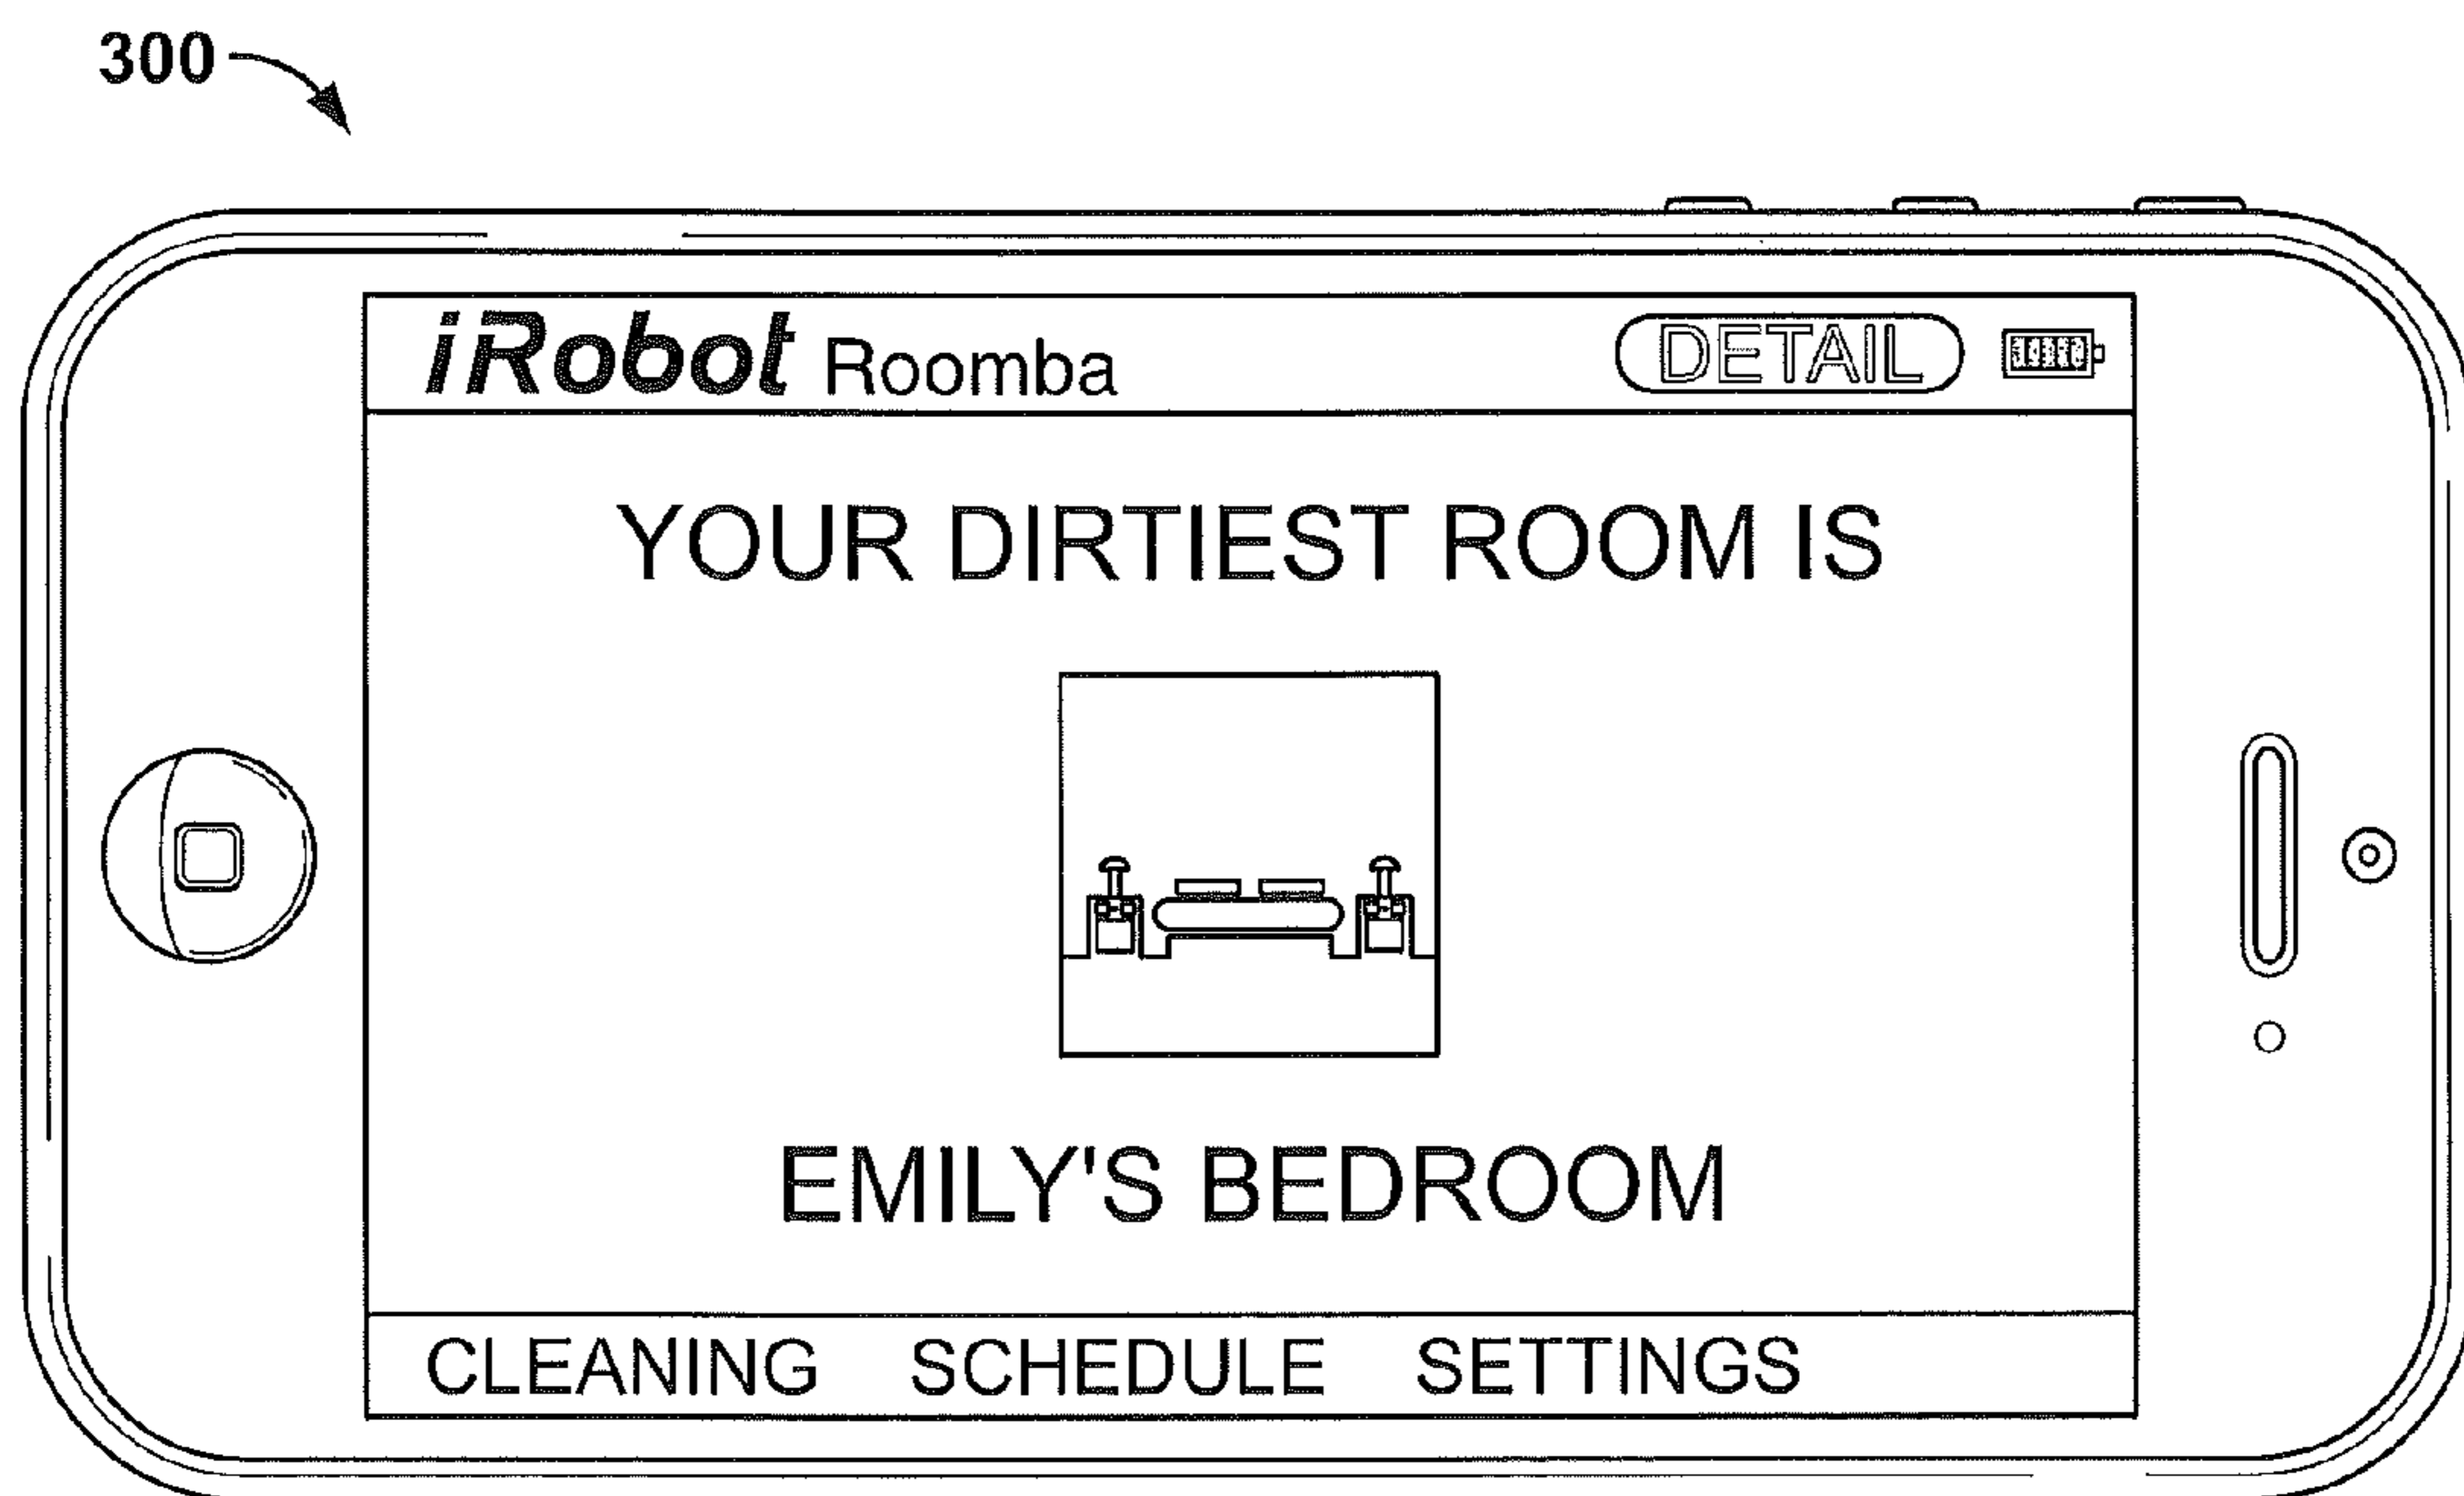 300
iRobot Roomba DETAIL
YOUR DIRTIEST ROOM IS
EMILY'S BEDROOM
CLEANING SCHEDULE SETTINGS